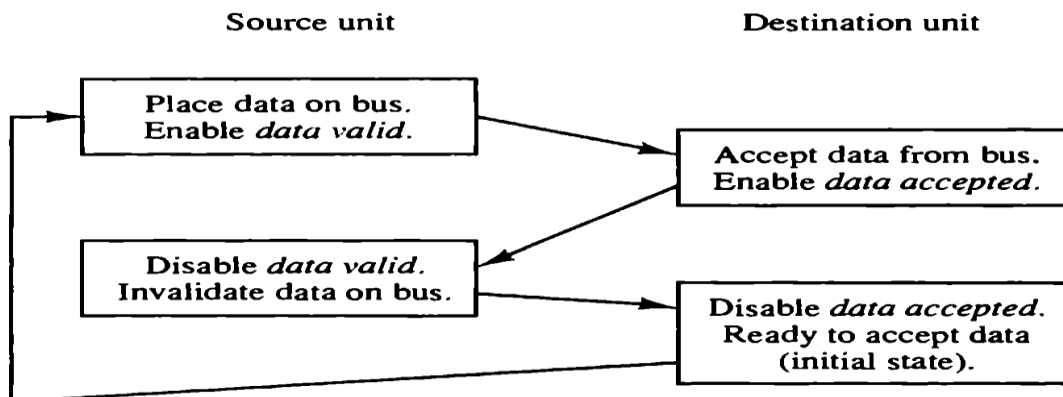 Source unit
Destination unit
Place data on bus.
Enable data valid.
Accept data from bus.
Enable data accepted.
Disable data valid.
Invalidate data on bus.
Disable data accepted.
Ready to accept data
(initial state).